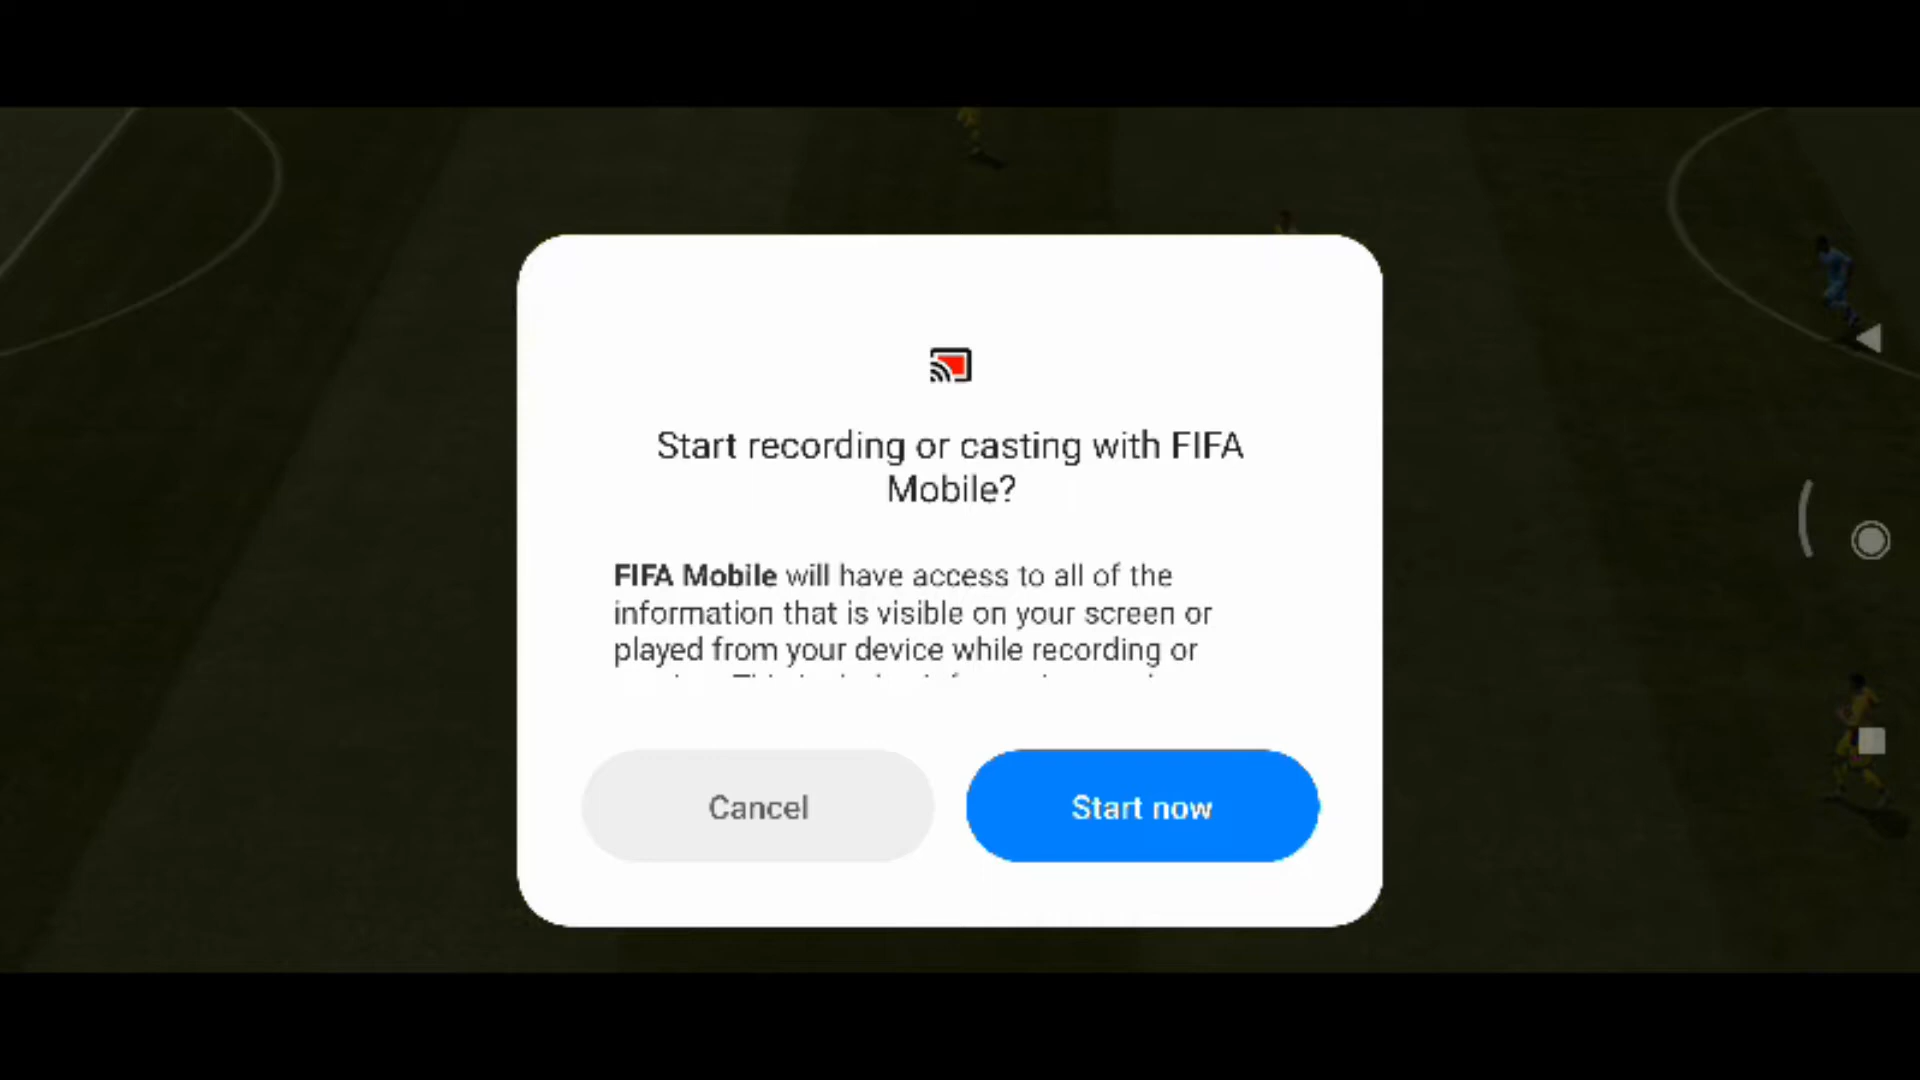 Start recording or casting with FIFA
Mobile?
FIFA Mobile will have access to all of the
information that is visible on your screen or
played from your device while recording or
Cancel
Start now